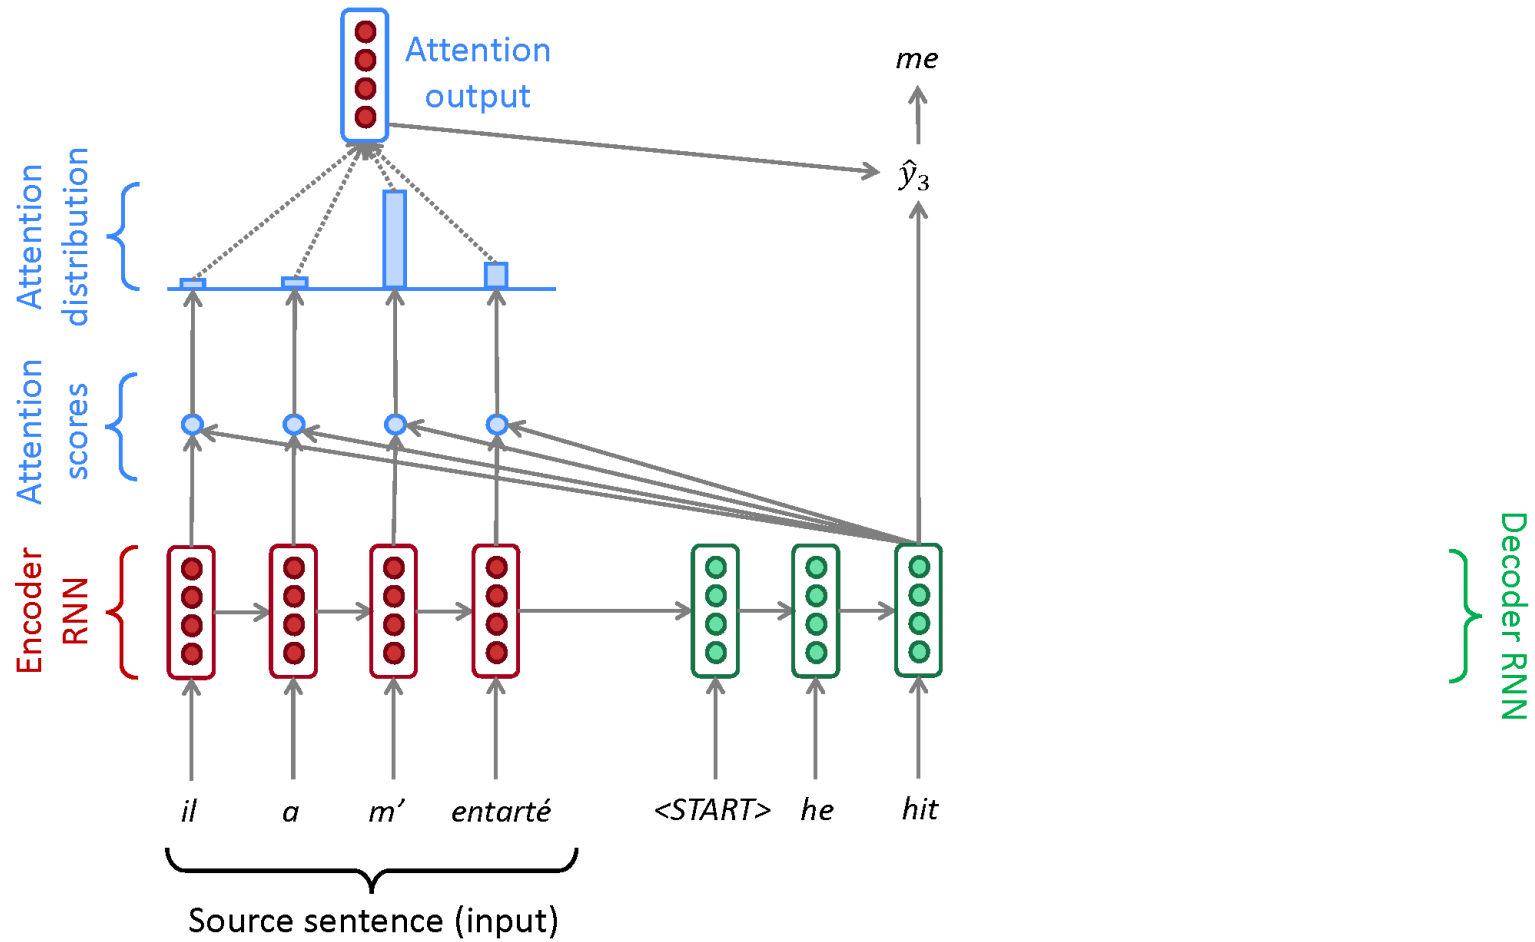 Attention
output
me
Attention
distribution
ŷ₃
Attention
scores
Encoder
RNN
Decoder RNN
il a m’ entarté <START> he hit
Source sentence (input)